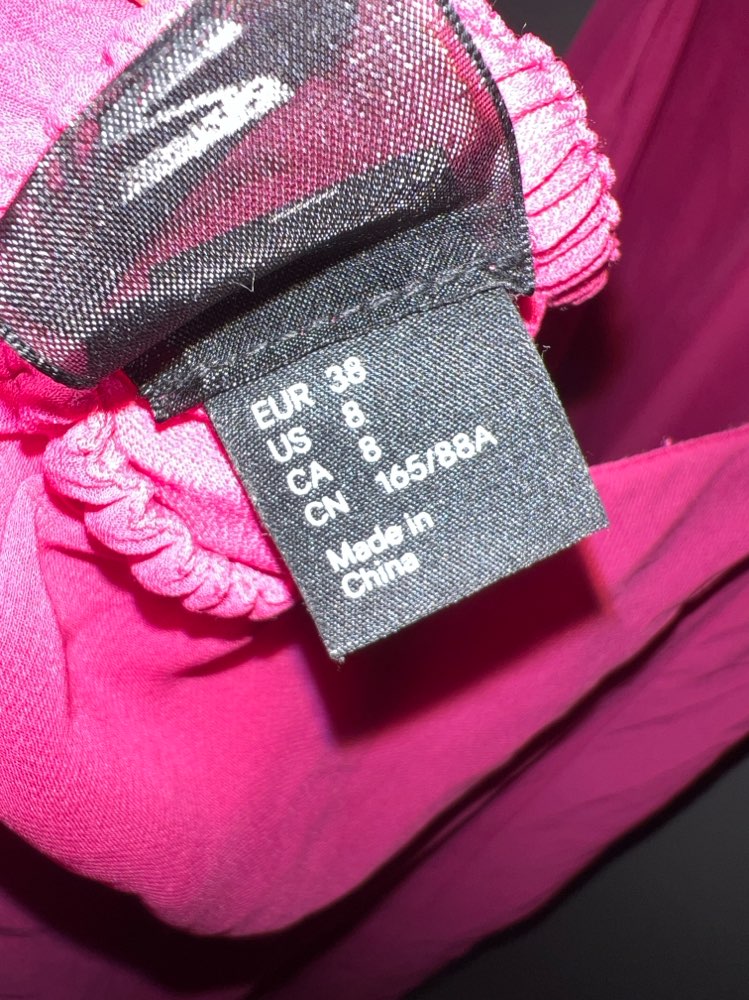 EUR 38
US 8
CA 8
CN 165/88A
Made in
China